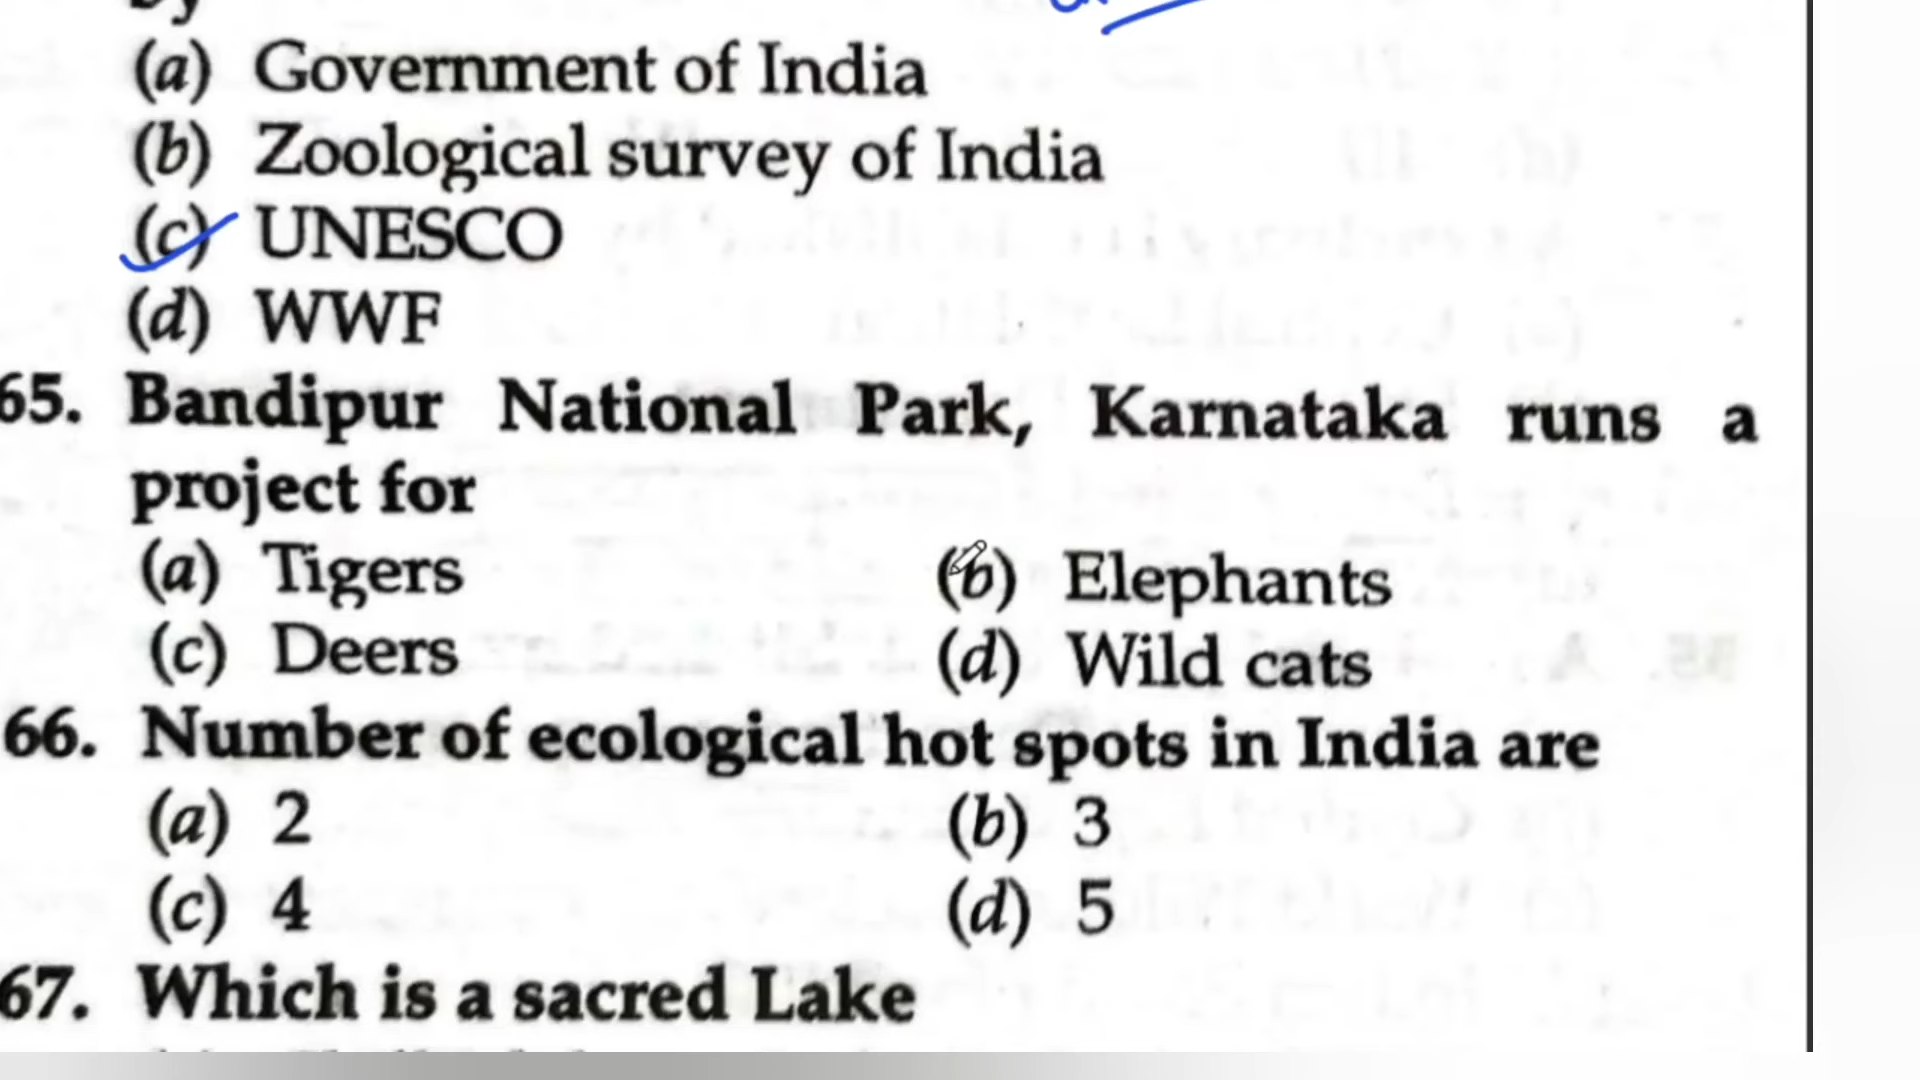 by
(a) Government of India
(b) Zoological survey of India
(c) UNESCO
(d) WWF
65. Bandipur National Park, Karnataka runs a
project for
(a) Tigers (b) Elephants
(c) Deers (d) Wild cats
66. Number of ecological hot spots in India are
(a) 2 (b) 3
(c) 4 (d) 5
67. Which is a sacred Lake